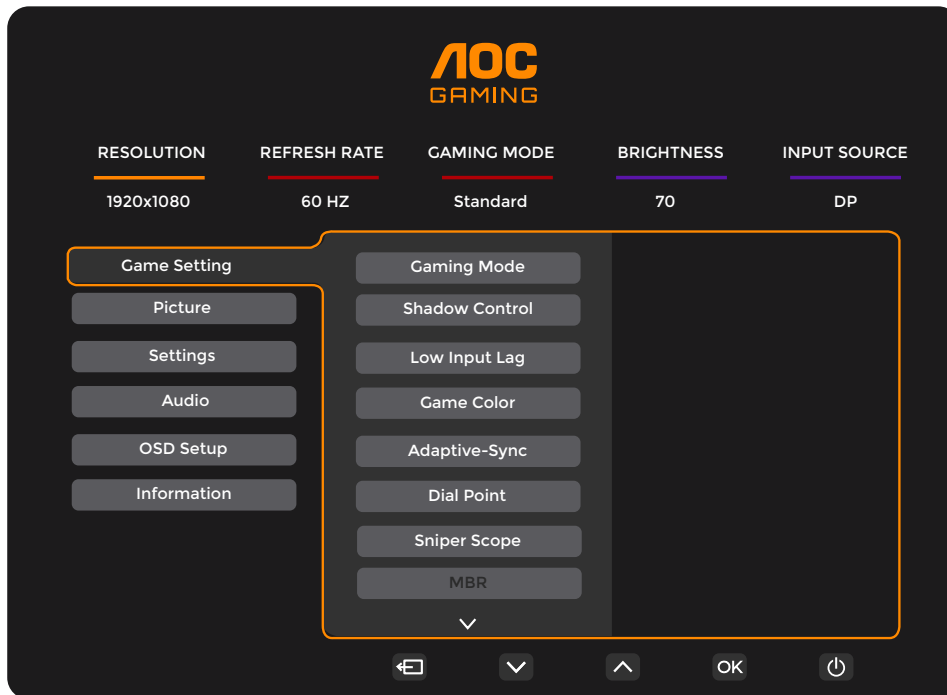 AOC
GAMING
RESOLUTION REFRESH RATE GAMING MODE BRIGHTNESS INPUT SOURCE
1920x1080 60 HZ Standard 70 DP
Game Setting
Picture
Settings
Audio
OSD Setup
Information
Gaming Mode
Shadow Control
Low Input Lag
Game Color
Adaptive-Sync
Dial Point
Sniper Scope
MBR
OK